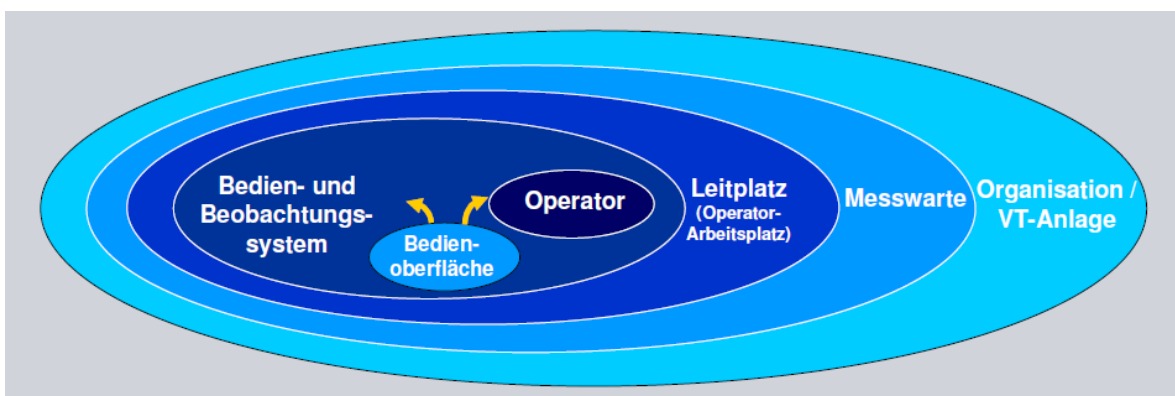 Bedien- und
Beobachtungs-
system
Bedien-
oberfläche
Operator
Leitplatz
(Operator-
Arbeitsplatz)
Messwarte
Organisation /
VT-Anlage